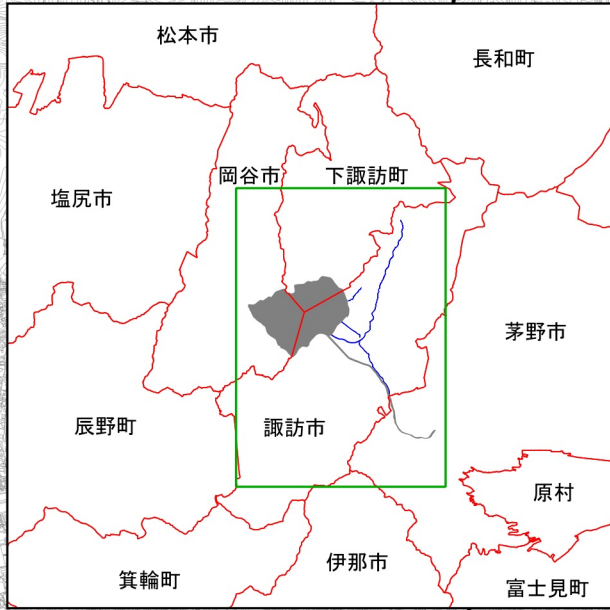 松本市
長和町
岡谷市
下諏訪町
塩尻市
茅野市
辰野町
諏訪市
原村
伊那市
箕輪町
富士見町